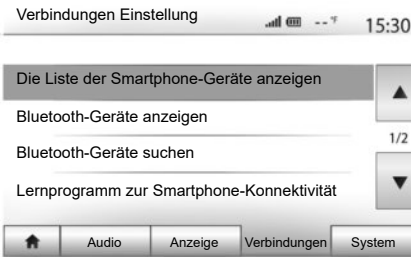 Verbindungen Einstellung
-- °F 15:30
Die Liste der Smartphone-Geräte anzeigen
Bluetooth-Geräte anzeigen
1/2
Bluetooth-Geräte suchen
Lernprogramm zur Smartphone-Konnektivität
Audio Anzeige Verbindungen System